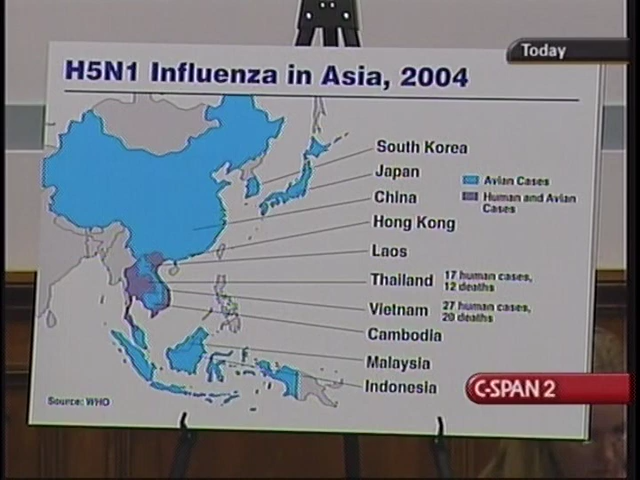 Today
H5N1 Influenza in Asia, 2004
South Korea
Japan
China
Hong Kong
Laos
Thailand 17 human cases,
12 deaths
Vietnam 27 human cases,
20 deaths
Cambodia
Malaysia
Indonesia
Avian Cases
Human and Avian
Cases
Source: WHO
C-SPAN 2